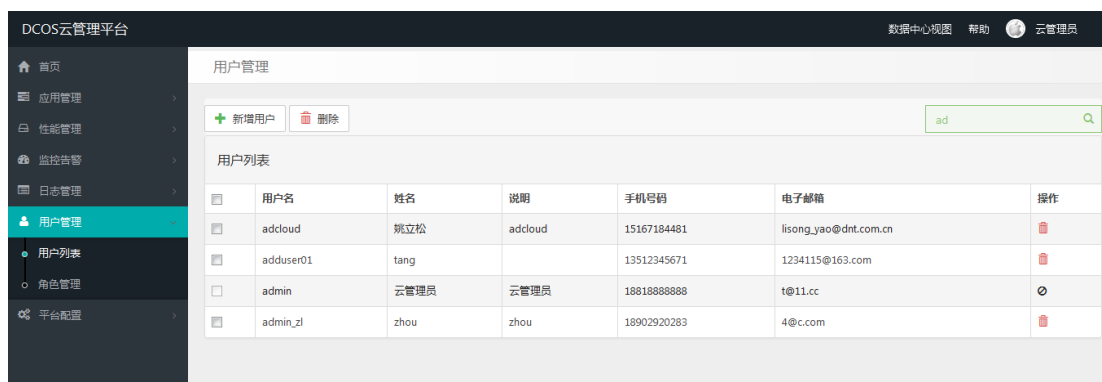 DCOS云管理平台
数据中心视图 帮助 云管理员
首页
应用管理
性能管理
监控告警
日志管理
用户管理
用户列表
角色管理
平台配置
用户管理
新增用户 删除 ad
用户列表
用户名 姓名 说明 手机号码 电子邮箱 操作
adcloud 姚立松 adcloud 15167184481 lisong_yao@dnt.com.cn
adduser01 tang 13512345671 1234115@163.com
admin 云管理员 云管理员 18818888888 t@11.cc
admin_zl zhou zhou 18902920283 4@c.com